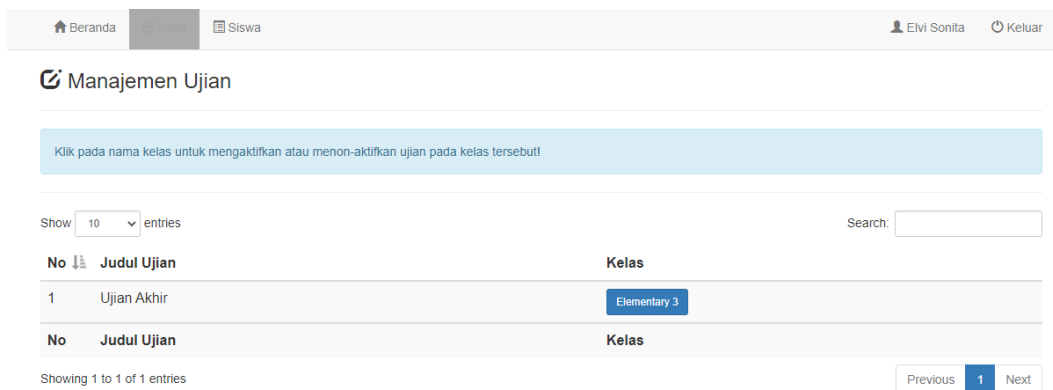 Beranda Ujian Siswa Elvi Sonita Keluar
Manajemen Ujian
Klik pada nama kelas untuk mengaktifkan atau menon-aktifkan ujian pada kelas tersebut!
Show 10 entries Search:
No Judul Ujian Kelas
1 Ujian Akhir Elementary 3
No Judul Ujian Kelas
Showing 1 to 1 of 1 entries Previous 1 Next